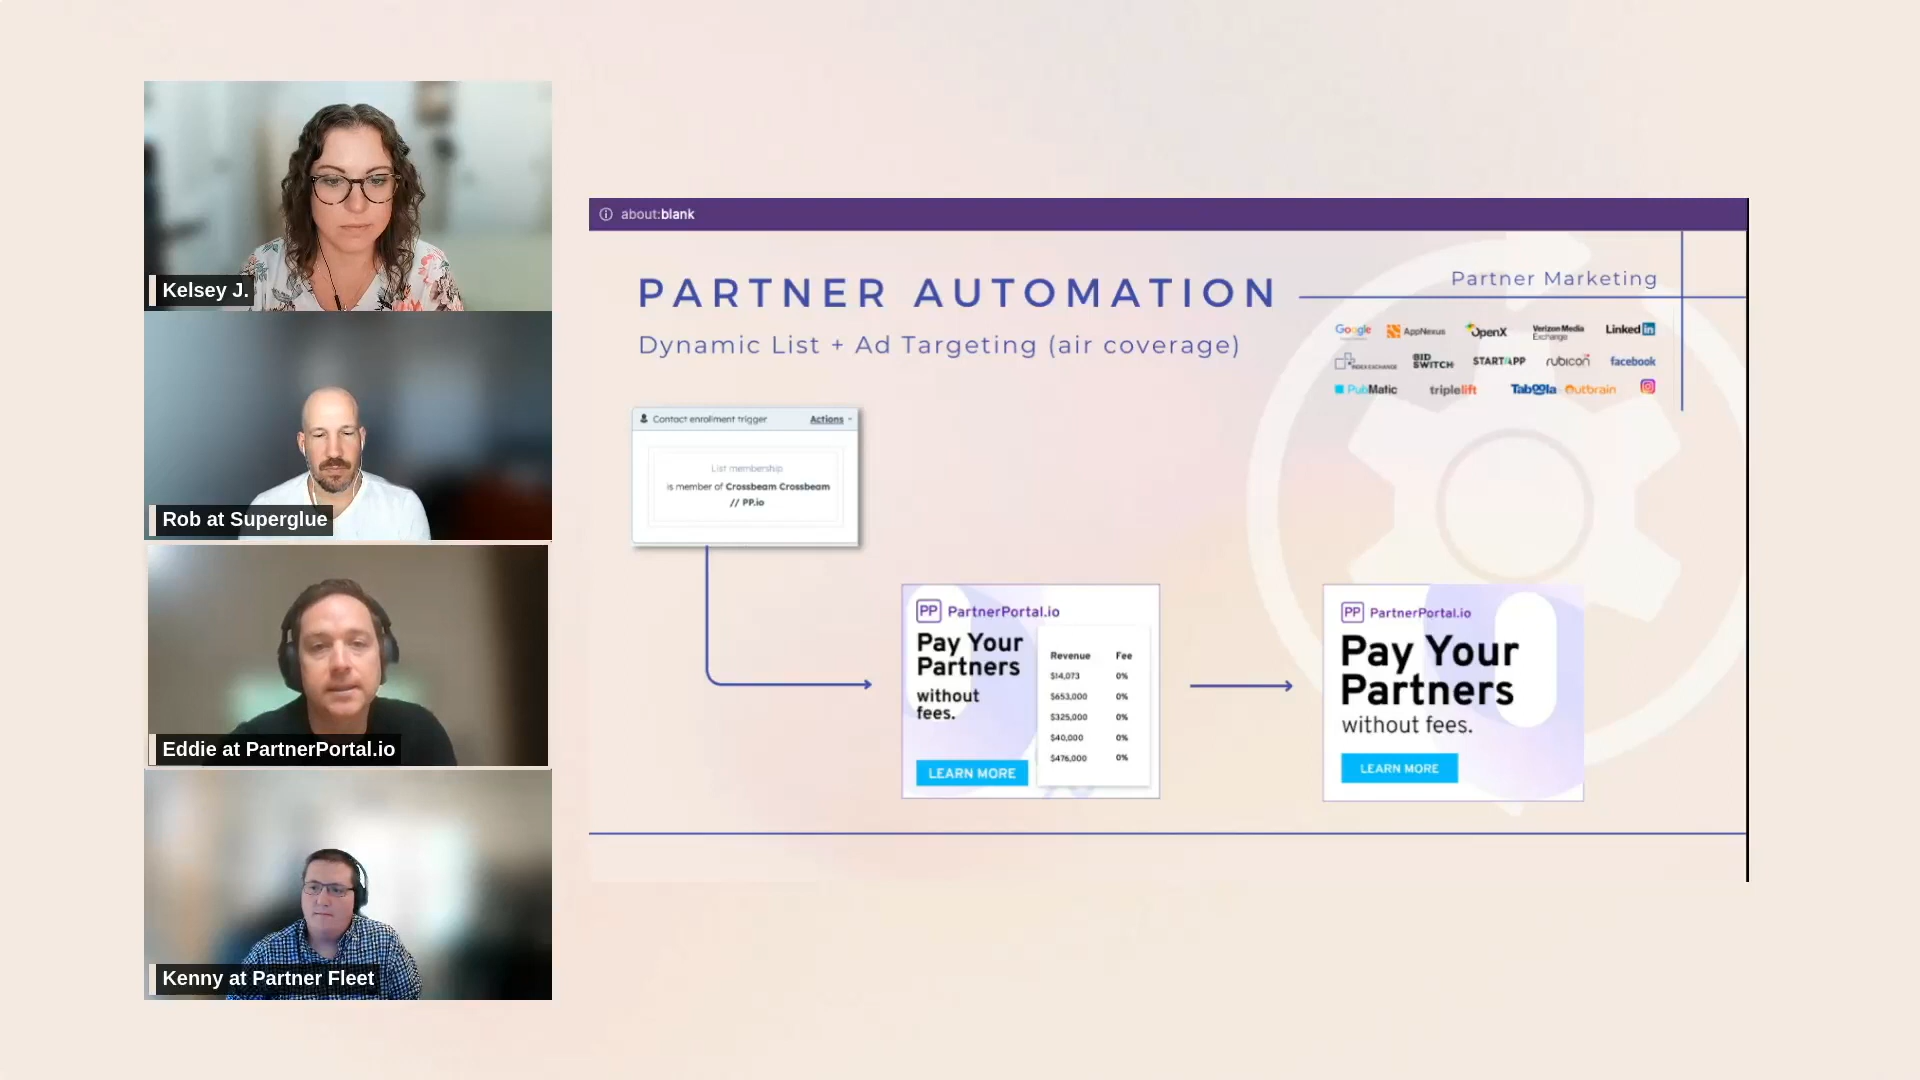 Kelsey J.
Rob at Superglue
Eddie at PartnerPortal.io
Kenny at Partner Fleet
about:blank
PARTNER AUTOMATION
Dynamic List + Ad Targeting (air coverage)
Partner Marketing
Google AppNexus OpenX Verizon Media Exchange LinkedIn
INDEX EXCHANGE BIDSWITCH STARTAPP rubicon facebook
PubMatic triplelift Taboola Outbrain
Contact enrollment trigger Actions
List membership
is member of Crossbeam Crossbeam
// PP.io
PP PartnerPortal.io
Pay Your
Partners
without
fees.
LEARN MORE
Revenue Fee
$14,073 0%
$653,000 0%
$325,000 0%
$40,000 0%
$476,000 0%
PP PartnerPortal.io
Pay Your
Partners
without fees.
LEARN MORE